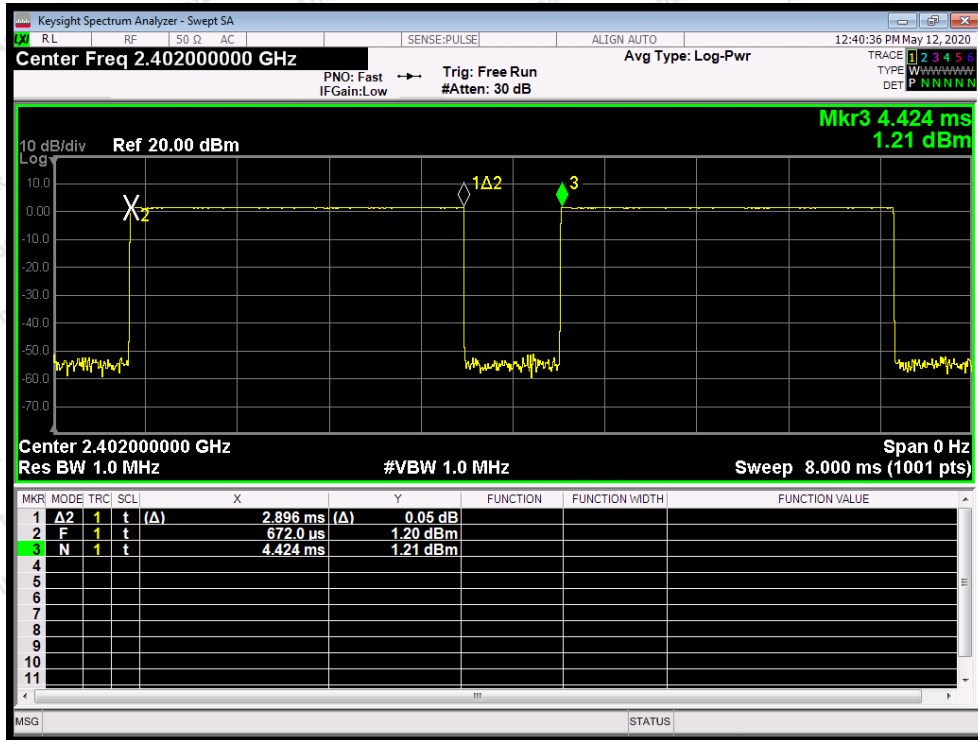 Keysight Spectrum Analyzer - Swept SA
LXI RL RF 50 Ω AC SENSE:PULSE ALIGN AUTO 12:40:36 PM May 12, 2020
Center Freq 2.402000000 GHz
Avg Type: Log-Pwr
TRACE 1 2 3 4 5 6
PNO: Fast Trig: Free Run
TYPE WWWWWW
IFGain:Low #Atten: 30 dB
DET P N N N N N
Mkr3 4.424 ms
1.21 dBm
10 dB/div Ref 20.00 dBm
Log
10.0
0.00
-10.0
-20.0
-30.0
-40.0
-50.0
-60.0
-70.0
X2
1Δ2
3
Center 2.402000000 GHz Span 0 Hz
Res BW 1.0 MHz #VBW 1.0 MHz Sweep 8.000 ms (1001 pts)
MKR MODE TRC SCL X Y FUNCTION FUNCTION WIDTH FUNCTION VALUE
1 Δ2 1 t (Δ) 2.896 ms (Δ) 0.05 dB
2 F 1 t 672.0 µs 1.20 dBm
3 N 1 t 4.424 ms 1.21 dBm
4
5
6
7
8
9
10
11
MSG STATUS